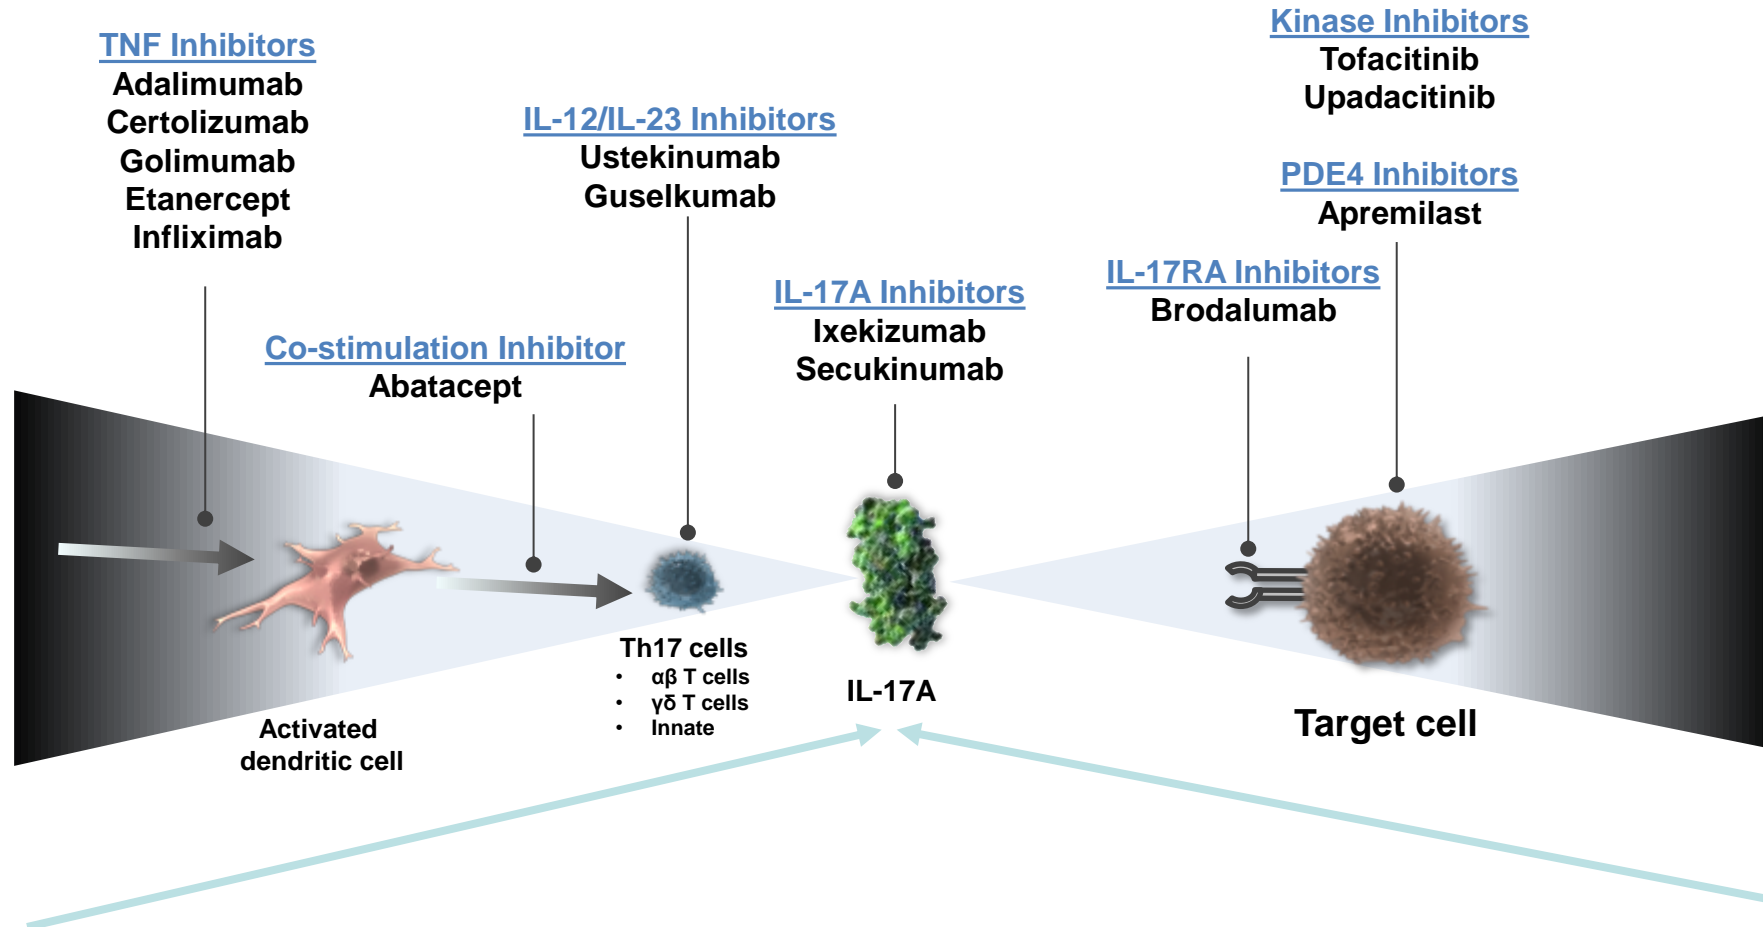 TNF Inhibitors
Adalimumab
Certolizumab
Golimumab
Etanercept
Infliximab
Co-stimulation Inhibitor
Abatacept
IL-12/IL-23 Inhibitors
Ustekinumab
Guselkumab
IL-17A Inhibitors
Ixekizumab
Secukinumab
Kinase Inhibitors
Tofacitinib
Upadacitinib
PDE4 Inhibitors
Apremilast
IL-17RA Inhibitors
Brodalumab
Activated
dendritic cell
Th17 cells
• αβ T cells
• γδ T cells
• Innate
IL-17A
Target cell